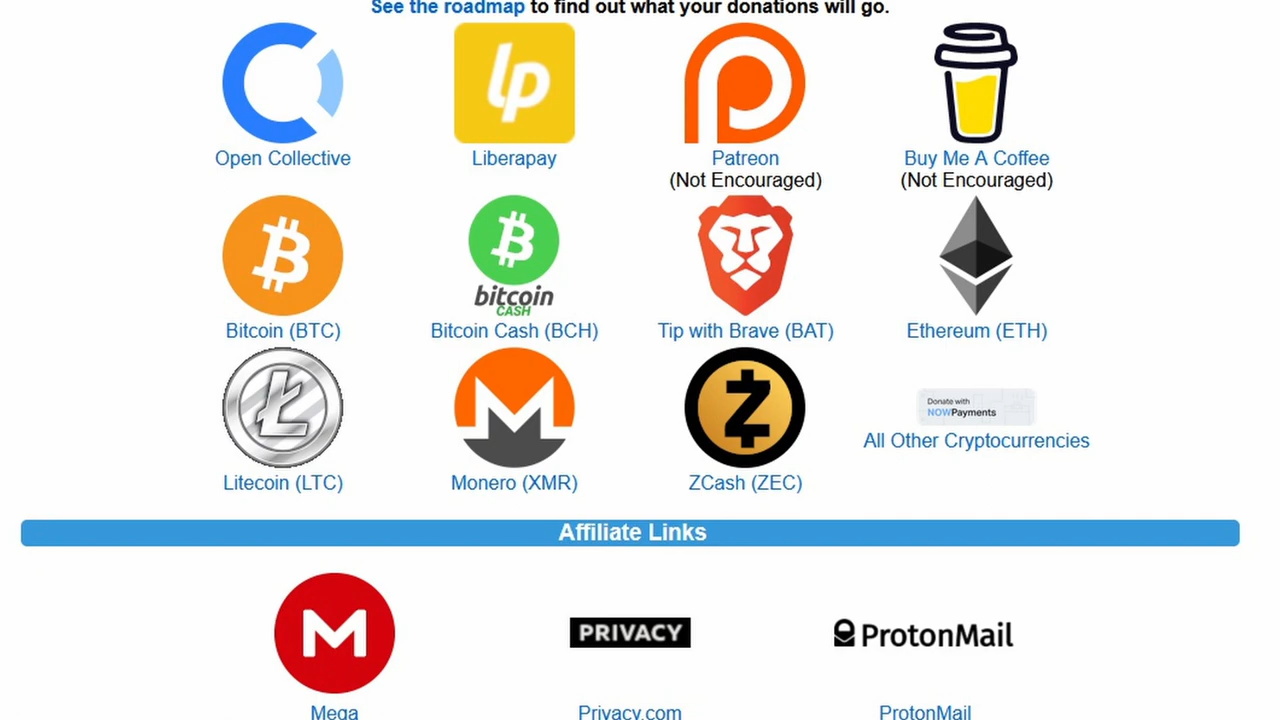 See the roadmap to find out what your donations will go.
lp
Open Collective
Liberapay
Patreon
Buy Me A Coffee
(Not Encouraged)
(Not Encouraged)
bitcoin
CASH
Bitcoin (BTC)
Bitcoin Cash (BCH)
Tip with Brave (BAT)
Ethereum (ETH)
Donate with
NOWPayments
All Other Cryptocurrencies
Litecoin (LTC)
Monero (XMR)
ZCash (ZEC)
Affiliate Links
PRIVACY
ProtonMail
Mega
Privacy.com
ProtonMail